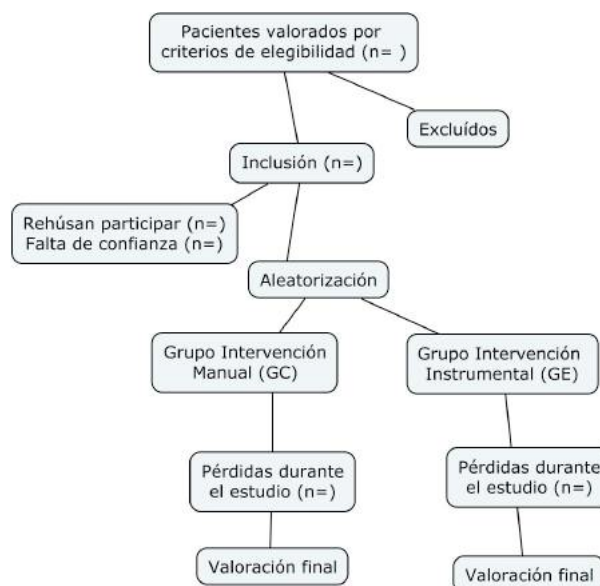 Pacientes valorados por
criterios de elegibilidad (n= )
Excluídos
Inclusión (n=)
Rehúsan participar (n=)
Falta de confianza (n=)
Aleatorización
Grupo Intervención
Manual (GC)
Grupo Intervención
Instrumental (GE)
Pérdidas durante
el estudio (n=)
Pérdidas durante
el estudio (n=)
Valoración final
Valoración final